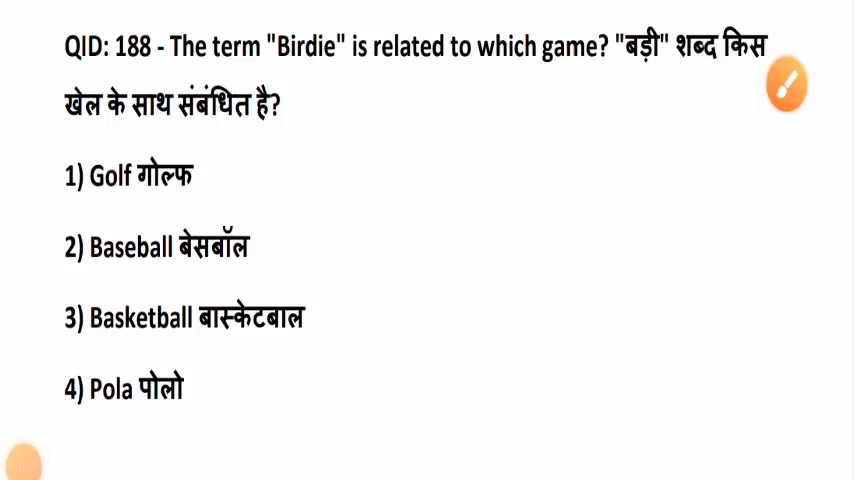 QID: 188 - The term "Birdie" is related to which game? "बड़ी" शब्द किस
खेल के साथ संबंधित है?
1) Golf गोल्फ
2) Baseball बेसबॉल
3) Basketball बास्केटबाल
4) Pola पोलो